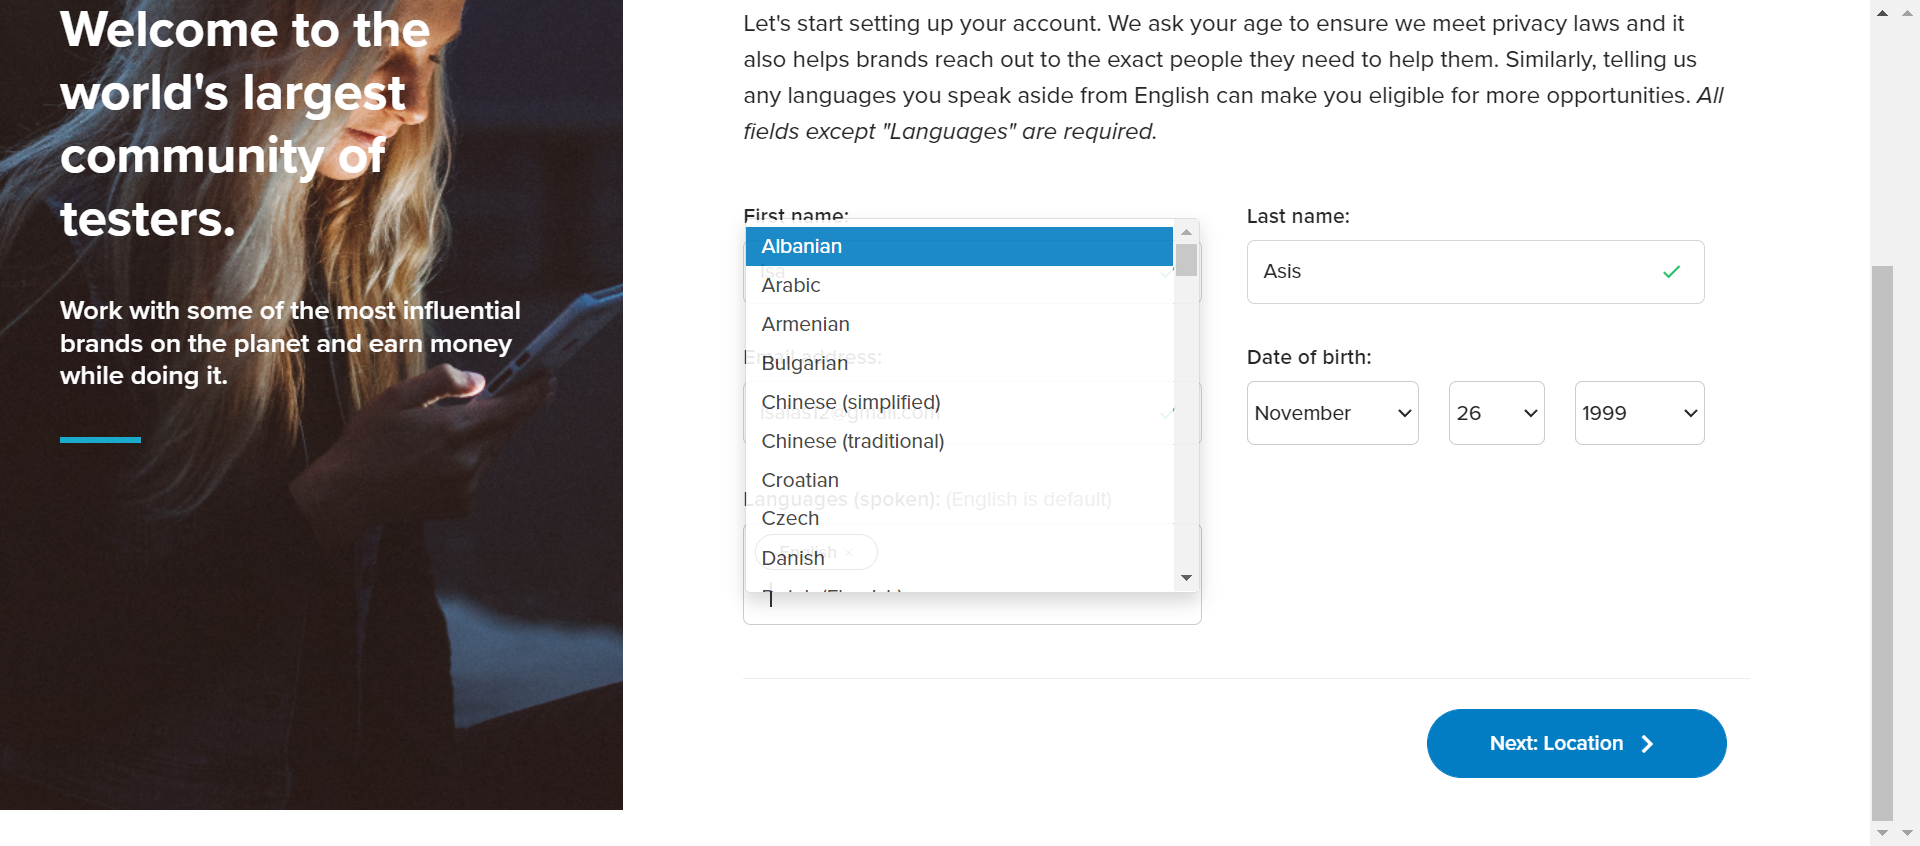 Welcome to the
world's largest
community of
testers.
Work with some of the most influential
brands on the planet and earn money
while doing it.
Let's start setting up your account. We ask your age to ensure we meet privacy laws and it
also helps brands reach out to the exact people they need to help them. Similarly, telling us
any languages you speak aside from English can make you eligible for more opportunities. All
fields except "Languages" are required.
First name:
Isa
Last name:
Asis
Albanian
Arabic
Armenian
Bulgarian
Chinese (simplified)
Chinese (traditional)
Croatian
Czech
Danish
Email address:
Date of birth:
November
26
1999
Languages (spoken): (English is default)
English ×
Next: Location